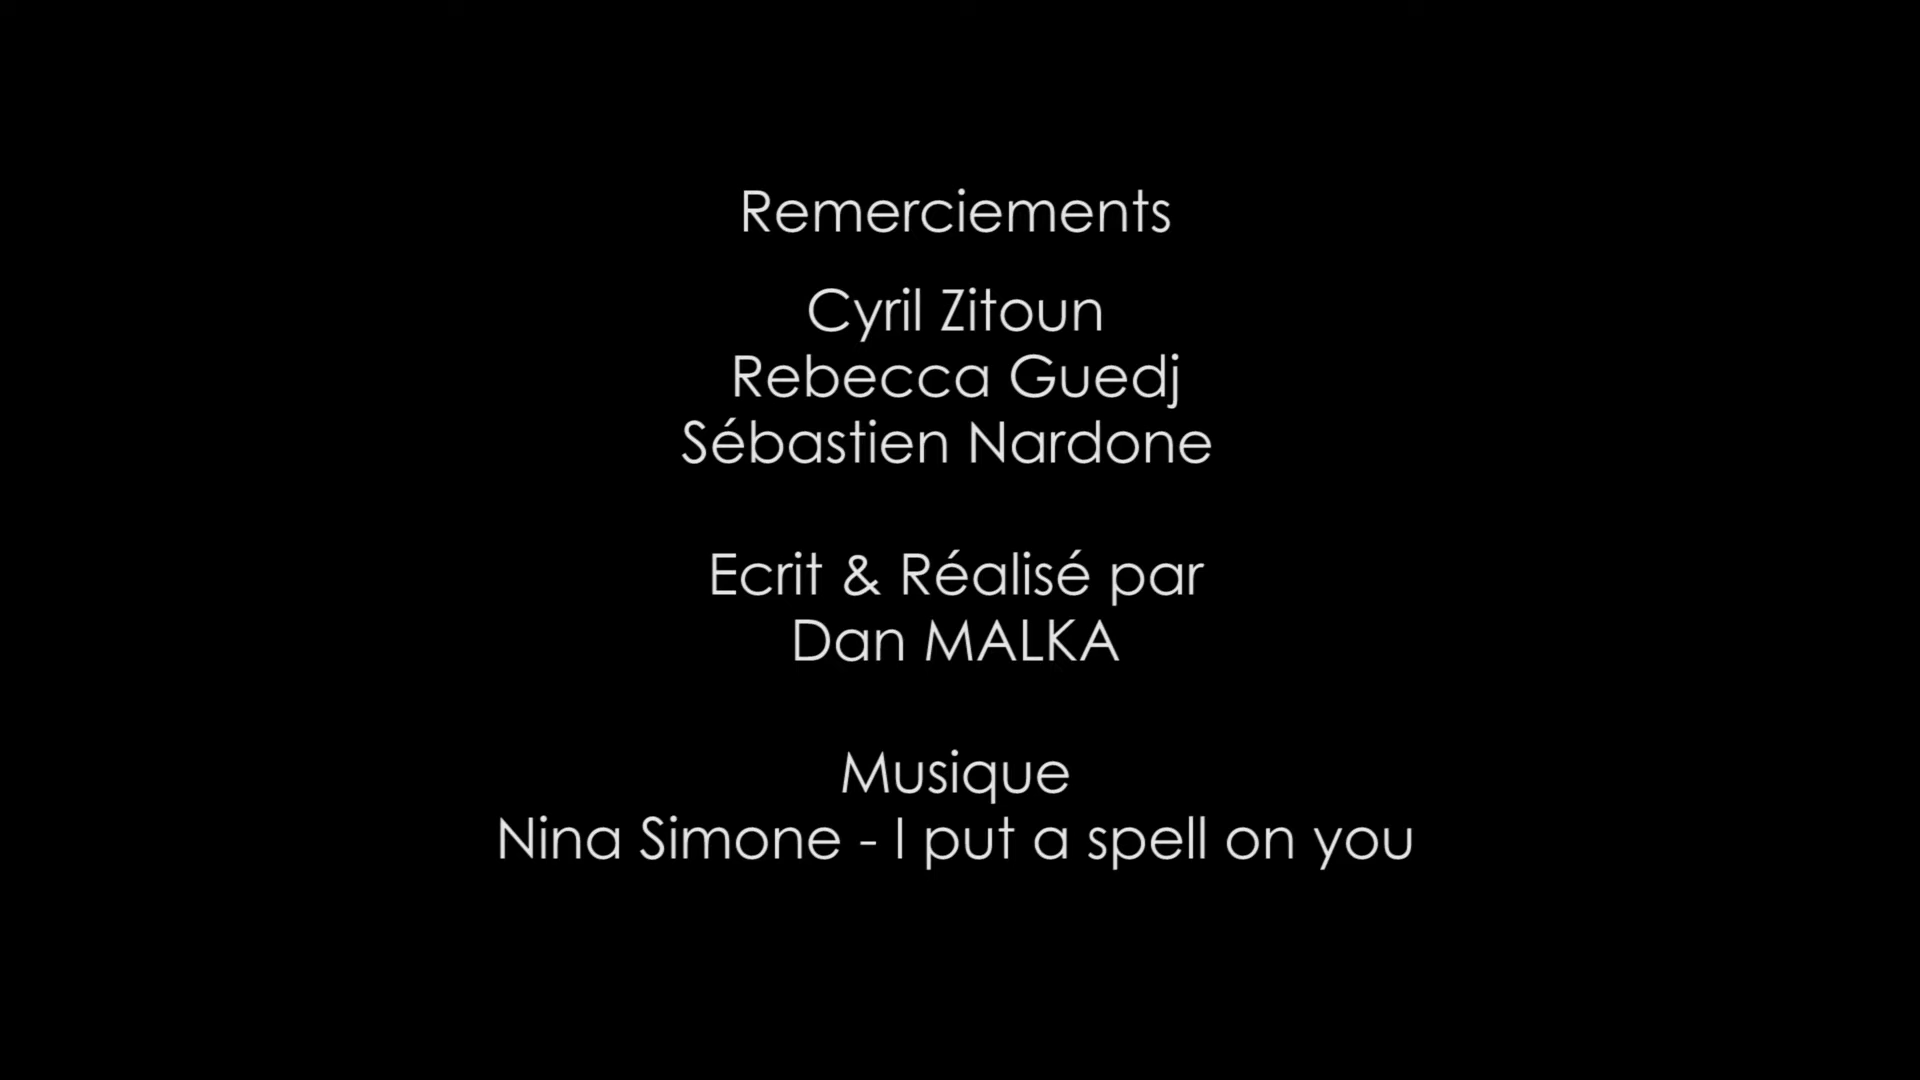 Remerciements
Cyril Zitoun
Rebecca Guedj
Sébastien Nardone
Ecrit & Réalisé par
Dan MALKA
Musique
Nina Simone - I put a spell on you